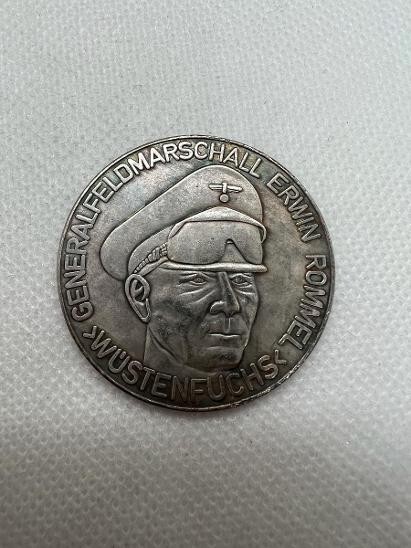 GENERALFELDMARSCHALL ERWIN ROMMEL
>WÜSTENFUCHS<